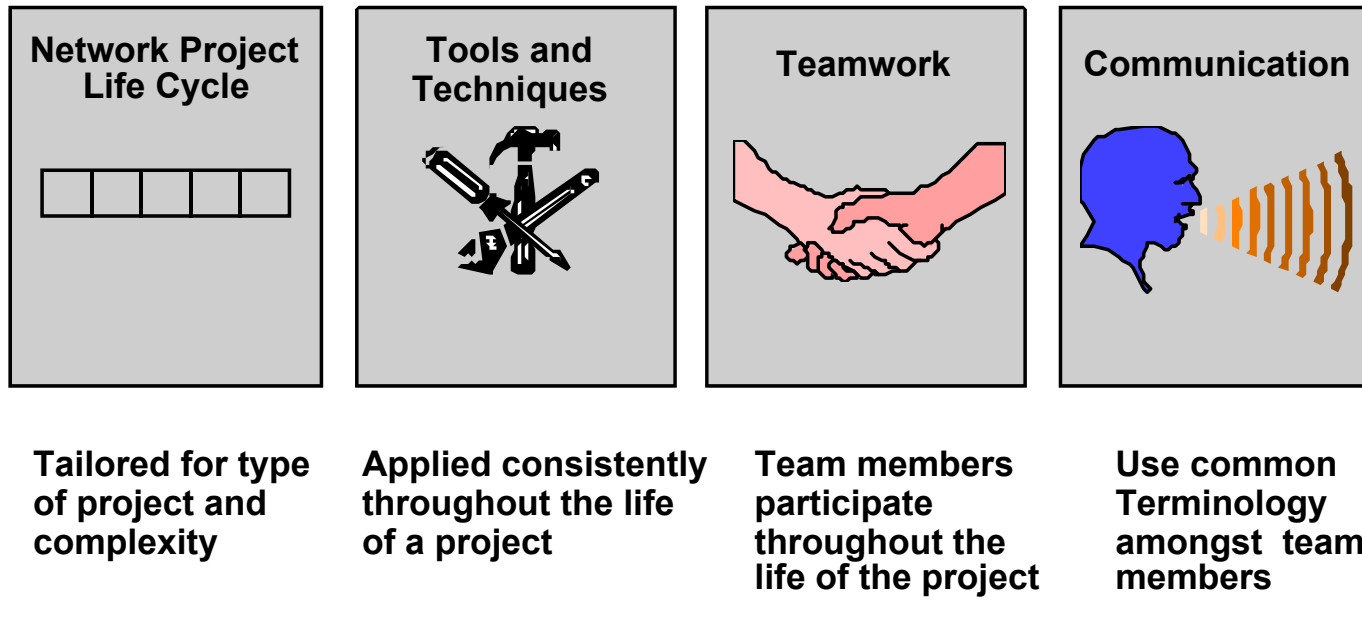 Network Project
Life Cycle
Tools and
Techniques
Teamwork
Communication
Tailored for type
of project and
complexity
Applied consistently
throughout the life
of a project
Team members
participate
throughout the
life of the project
Use common
Terminology
amongst team
members